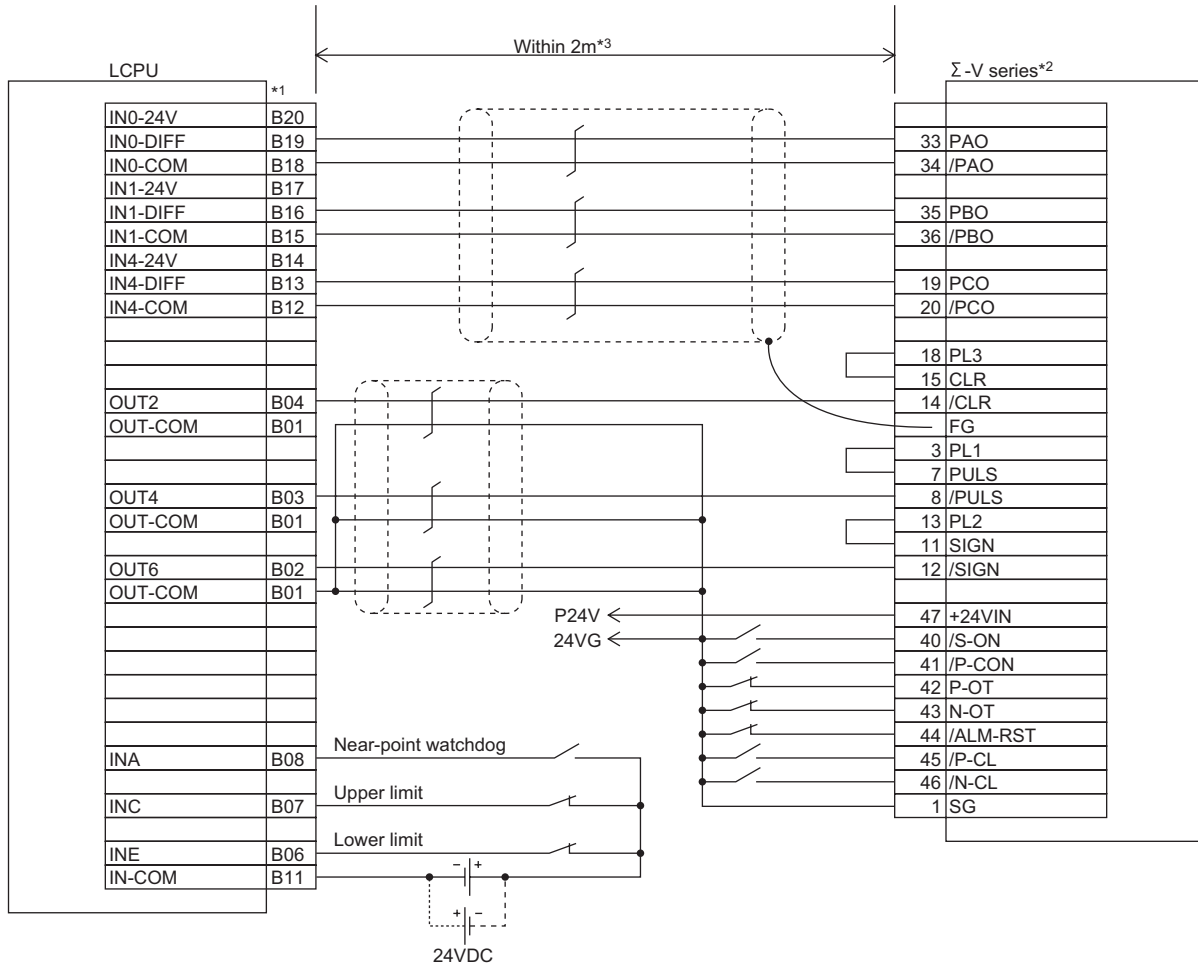 Within 2m*3
LCPU
Σ-V series*2
*1
IN0-24V B20
IN0-DIFF B19 33 PAO
IN0-COM B18 34 /PAO
IN1-24V B17
IN1-DIFF B16 35 PBO
IN1-COM B15 36 /PBO
IN4-24V B14
IN4-DIFF B13 19 PCO
IN4-COM B12 20 /PCO
18 PL3
15 CLR
OUT2 B04 14 /CLR
OUT-COM B01 FG
3 PL1
7 PULS
OUT4 B03 8 /PULS
OUT-COM B01 13 PL2
11 SIGN
OUT6 B02 12 /SIGN
OUT-COM B01
P24V 47 +24VIN
24VG 40 /S-ON
41 /P-CON
42 P-OT
43 N-OT
44 /ALM-RST
INA B08 Near-point watchdog 45 /P-CL
46 /N-CL
INC B07 Upper limit 1 SG
INE B06 Lower limit
IN-COM B11 - +
+ -
24VDC